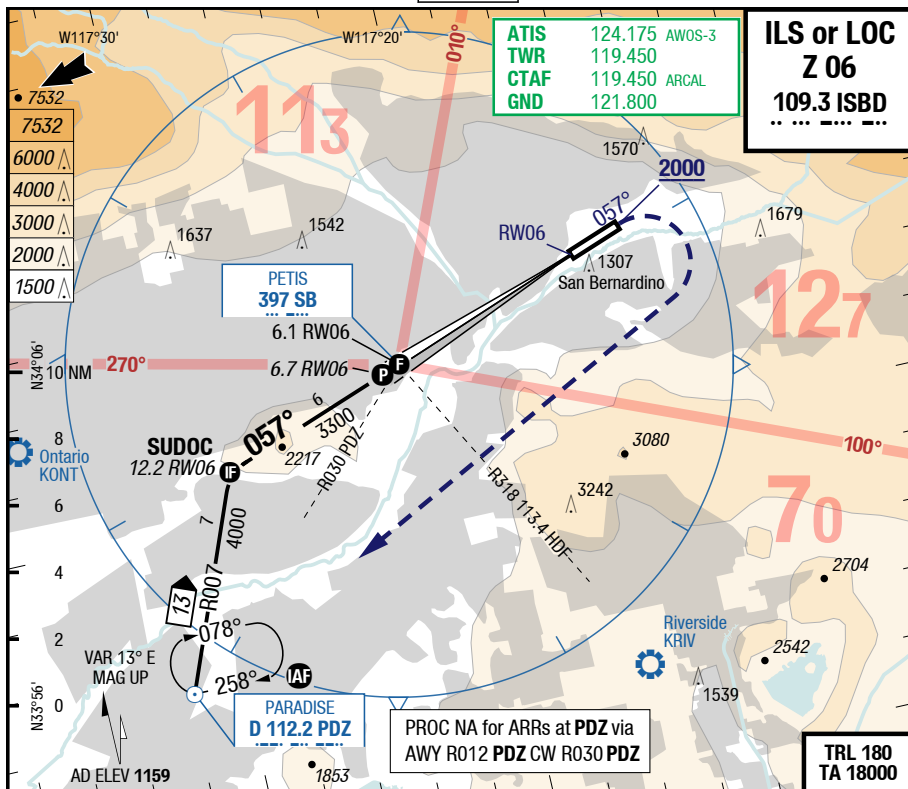 W117°30'
W117°20'
010°
ATIS 124.175 AWOS-3
TWR 119.450
CTAF 119.450 ARCAL
GND 121.800
ILS or LOC
Z 06
109.3 ISBD
7532
7532
6000
4000
3000
2000
1500
113
1570
2000
057°
RW06
1679
1637
1542
1307
San Bernardino
PETIS
397 SB
127
6.1 RW06
6.7 RW06
F
P
N34°06'
10 NM
270°
100°
6
3300
057°
SUDOC
12.2 RW06
IF
2217
R030 PDZ
R318 113.4 HDF
3080
3242
70
Ontario
KONT
8
6
4
2
0
7
4000
R007
13
2704
078°
258°
IAF
Riverside
KRIV
2542
1539
VAR 13° E
MAG UP
N33°56'
PARADISE
D 112.2 PDZ
PROC NA for ARRs at PDZ via
AWY R012 PDZ CW R030 PDZ
AD ELEV 1159
1853
TRL 180
TA 18000